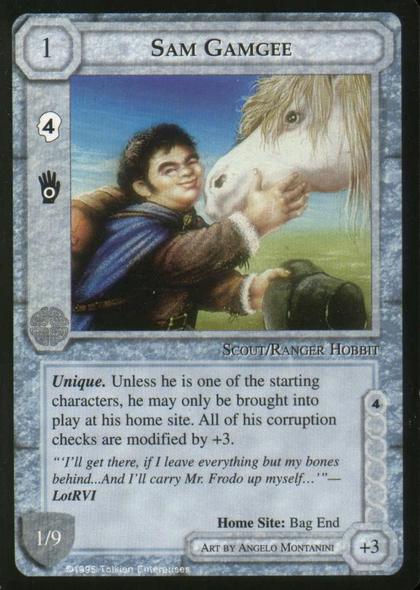 1
SAM GAMGEE
4
0
SCOUT/RANGER HOBBIT
Unique. Unless he is one of the starting
characters, he may only be brought into
play at his home site. All of his corruption
checks are modified by +3.
4
“‘I'll get there, if I leave everything but my bones
behind...And I'll carry Mr. Frodo up myself...’”—
LotRVI
Home Site: Bag End
1/9
ART BY ANGELO MONTANINI
+3
©1995 Tolkien Enterprises